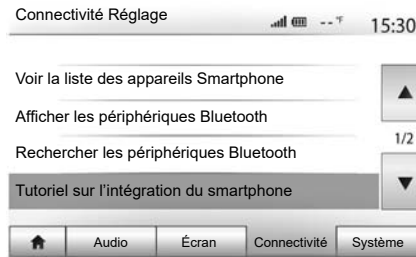 Connectivité Réglage
-- °F 15:30
Voir la liste des appareils Smartphone
Afficher les périphériques Bluetooth
1/2
Rechercher les périphériques Bluetooth
Tutoriel sur l’intégration du smartphone
Audio Écran Connectivité Système